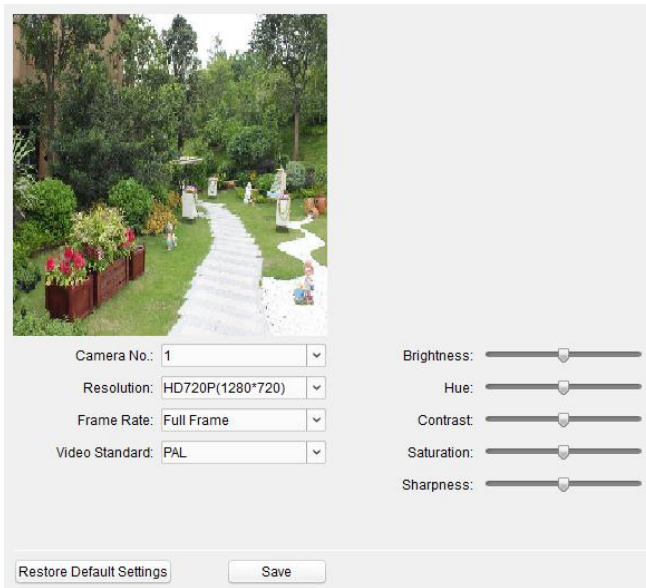 Camera No.: 1
Resolution: HD720P(1280*720)
Frame Rate: Full Frame
Video Standard: PAL
Brightness:
Hue:
Contrast:
Saturation:
Sharpness:
Restore Default Settings
Save